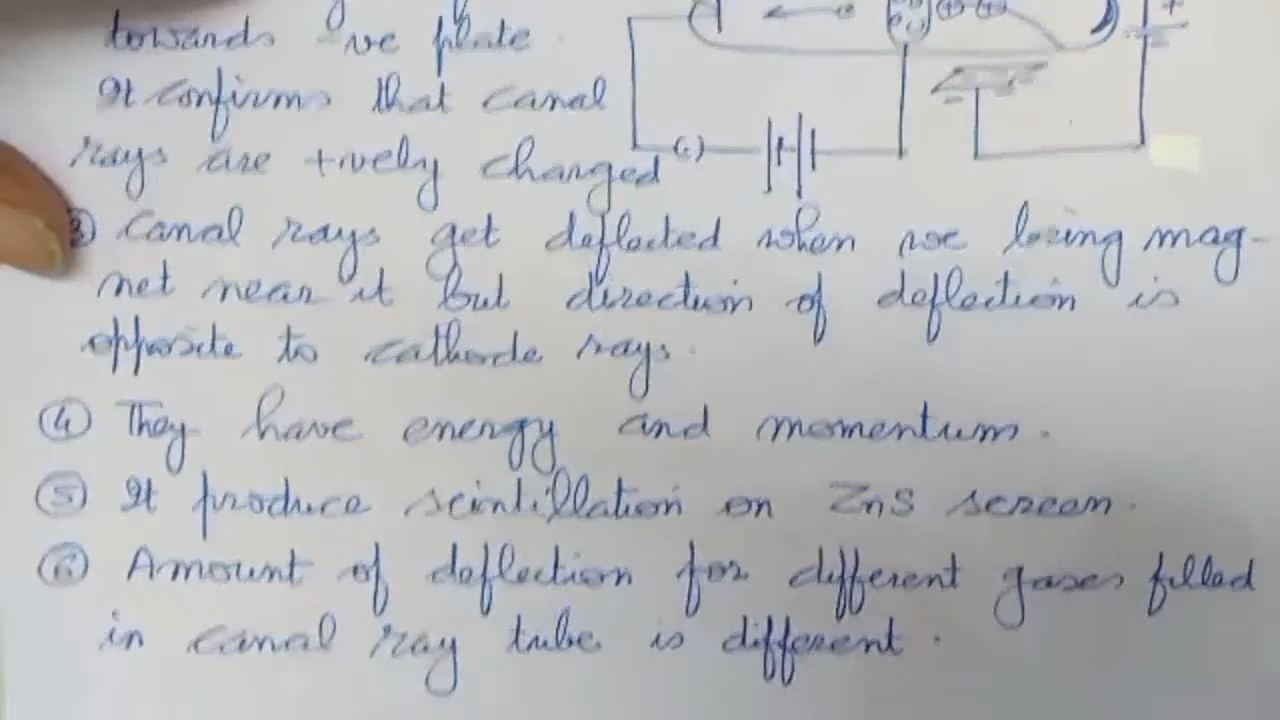 towards -ve plate.
It confirms that canal
rays are +ively charged
③ Canal rays get deflected when we bring mag-
net near it but direction of deflection is
opposite to cathode rays.
④ They have energy and momentum.
⑤ It produce scintillation on ZnS screen.
⑥ Amount of deflection for different gases filled
in canal ray tube is different.